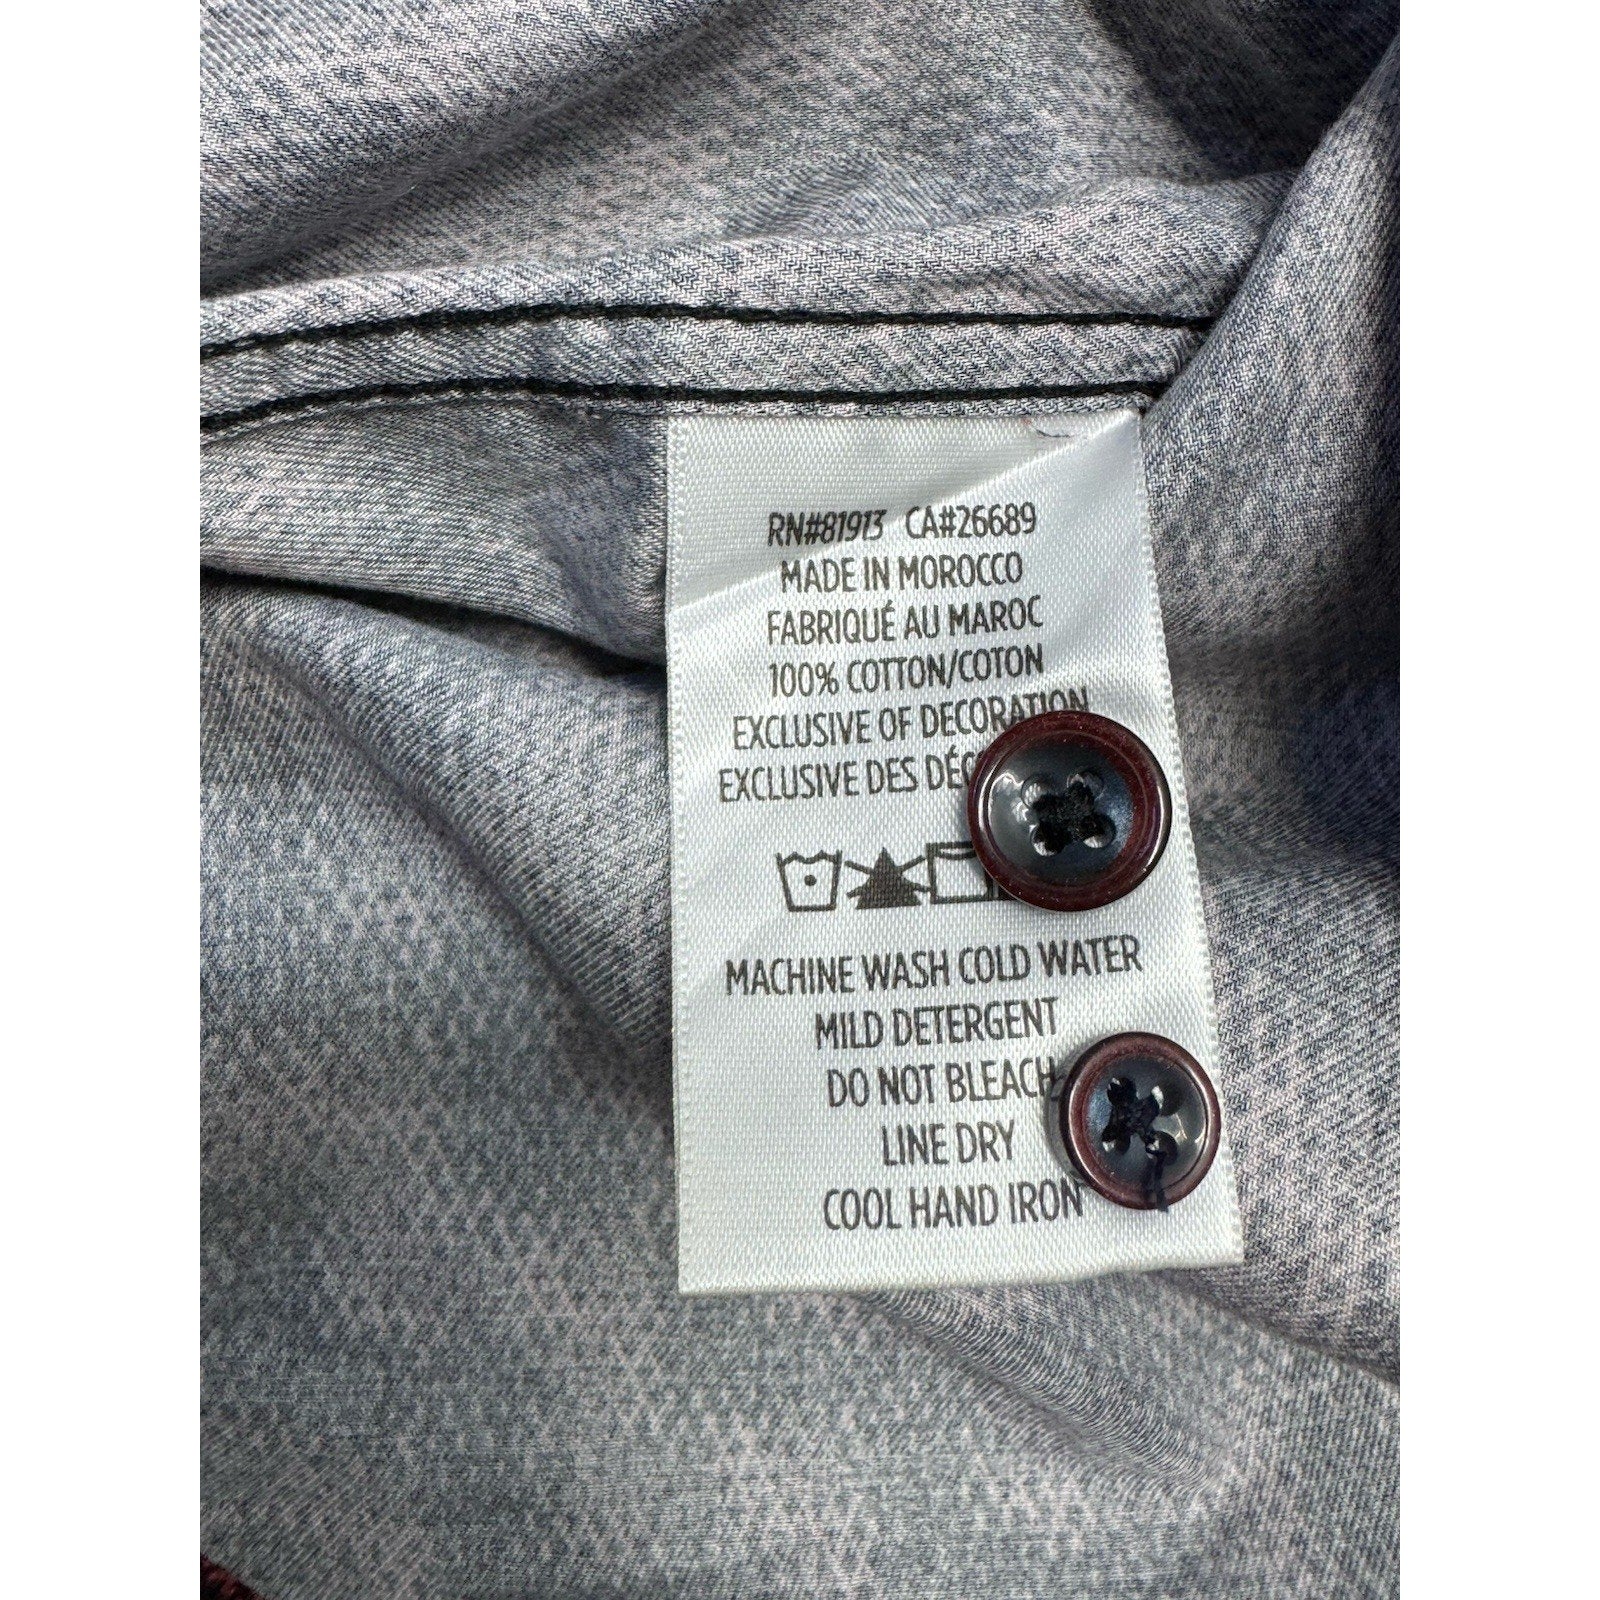 RN#81913 CA#26689
MADE IN MOROCCO
FABRIQUÉ AU MAROC
100% COTTON/COTON
EXCLUSIVE OF DECORATION
EXCLUSIVE DES
MACHINE WASH COLD WATER
MILD DETERGENT
DO NOT BLEACH
LINE DRY
COOL HAND IRON